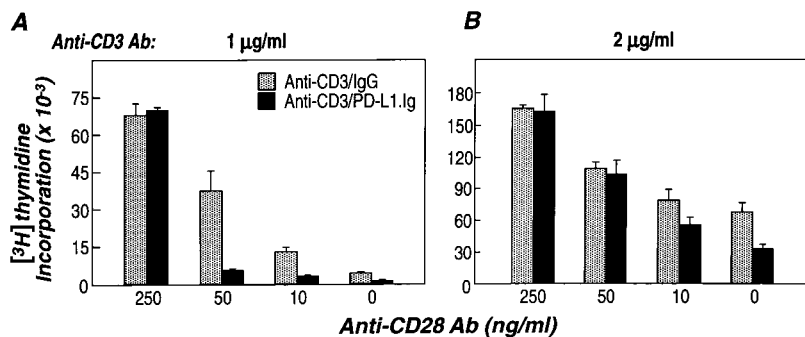 A
B
Anti-CD3 Ab: 1 µg/ml 2 µg/ml
Anti-CD3/IgG
Anti-CD3/PD-L1.Ig
[³H] thymidine
Incorporation (x 10⁻³)
75
60
45
30
15
0
180
150
120
90
60
30
250 50 10 0
250 50 10 0
Anti-CD28 Ab (ng/ml)